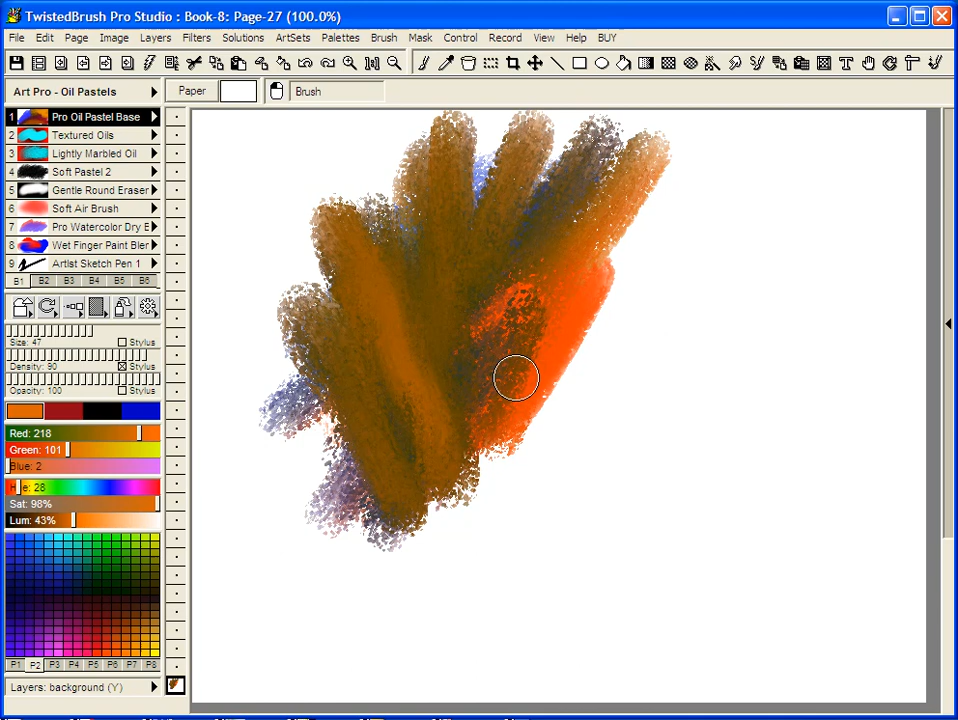 TwistedBrush Pro Studio : Book-8: Page-27 (100.0%)
File Edit Page Image Layers Filters Solutions ArtSets Palettes Brush Mask Control Record View Help BUY
Art Pro - Oil Pastels
Paper Brush
1 Pro Oil Pastel Base
2 Textured Oils
3 Lightly Marbled Oil
4 Soft Pastel 2
5 Gentle Round Eraser
6 Soft Air Brush
7 Pro Watercolor Dry E
8 Wet Finger Paint Bler
9 Artist Sketch Pen 1
B1 B2 B3 B4 B5 B6
Size: 47 Stylus
Density: 90 Stylus
Opacity: 100 Stylus
Red: 218
Green: 101
Blue: 2
28
Sat: 98%
Lum: 43%
P1 P2 P3 P4 P5 P6 P7 P8
Layers: background (Y)